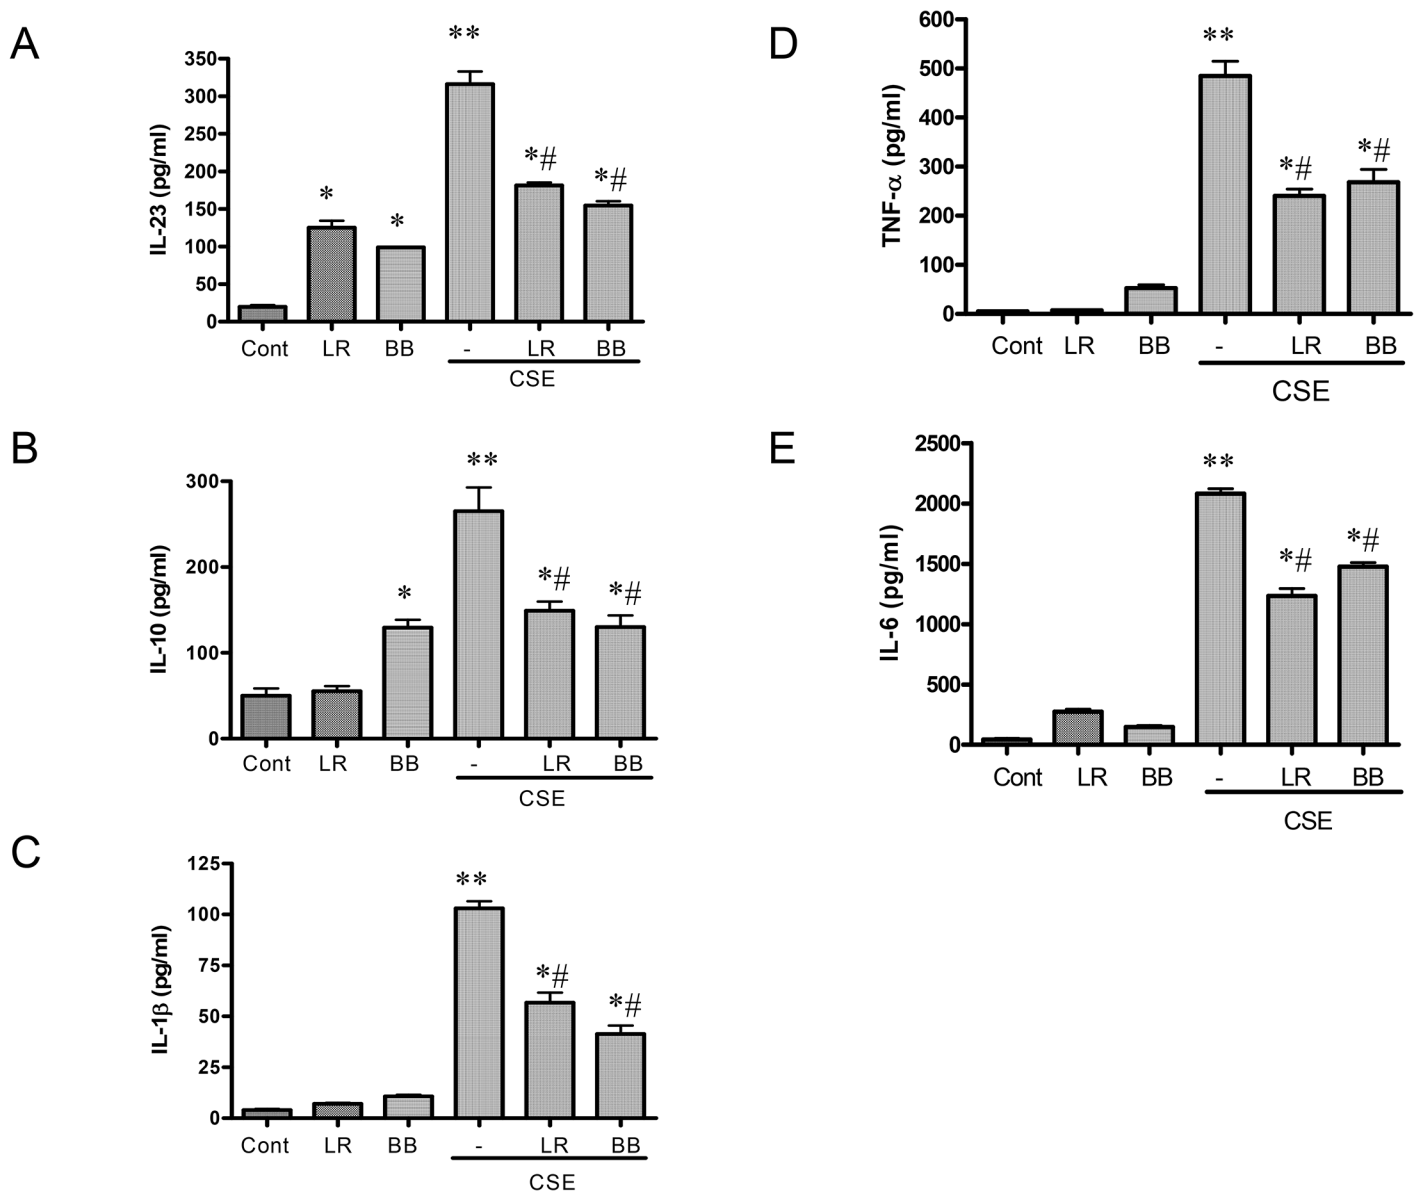 A
IL-23 (pg/ml)
350
300
250
200
150
100
50
0
*
*
**
*#
*#
Cont LR BB - LR BB
CSE
D
TNF-α (pg/ml)
600
500
400
300
200
100
0
**
*#
*#
Cont LR BB - LR BB
CSE
B
IL-10 (pg/ml)
300
200
100
0
*
**
*#
*#
Cont LR BB - LR BB
CSE
E
IL-6 (pg/ml)
2500
2000
1500
1000
500
0
**
*#
*#
Cont LR BB - LR BB
CSE
C
IL-1β (pg/ml)
125
100
75
50
25
0
**
*#
*#
Cont LR BB - LR BB
CSE